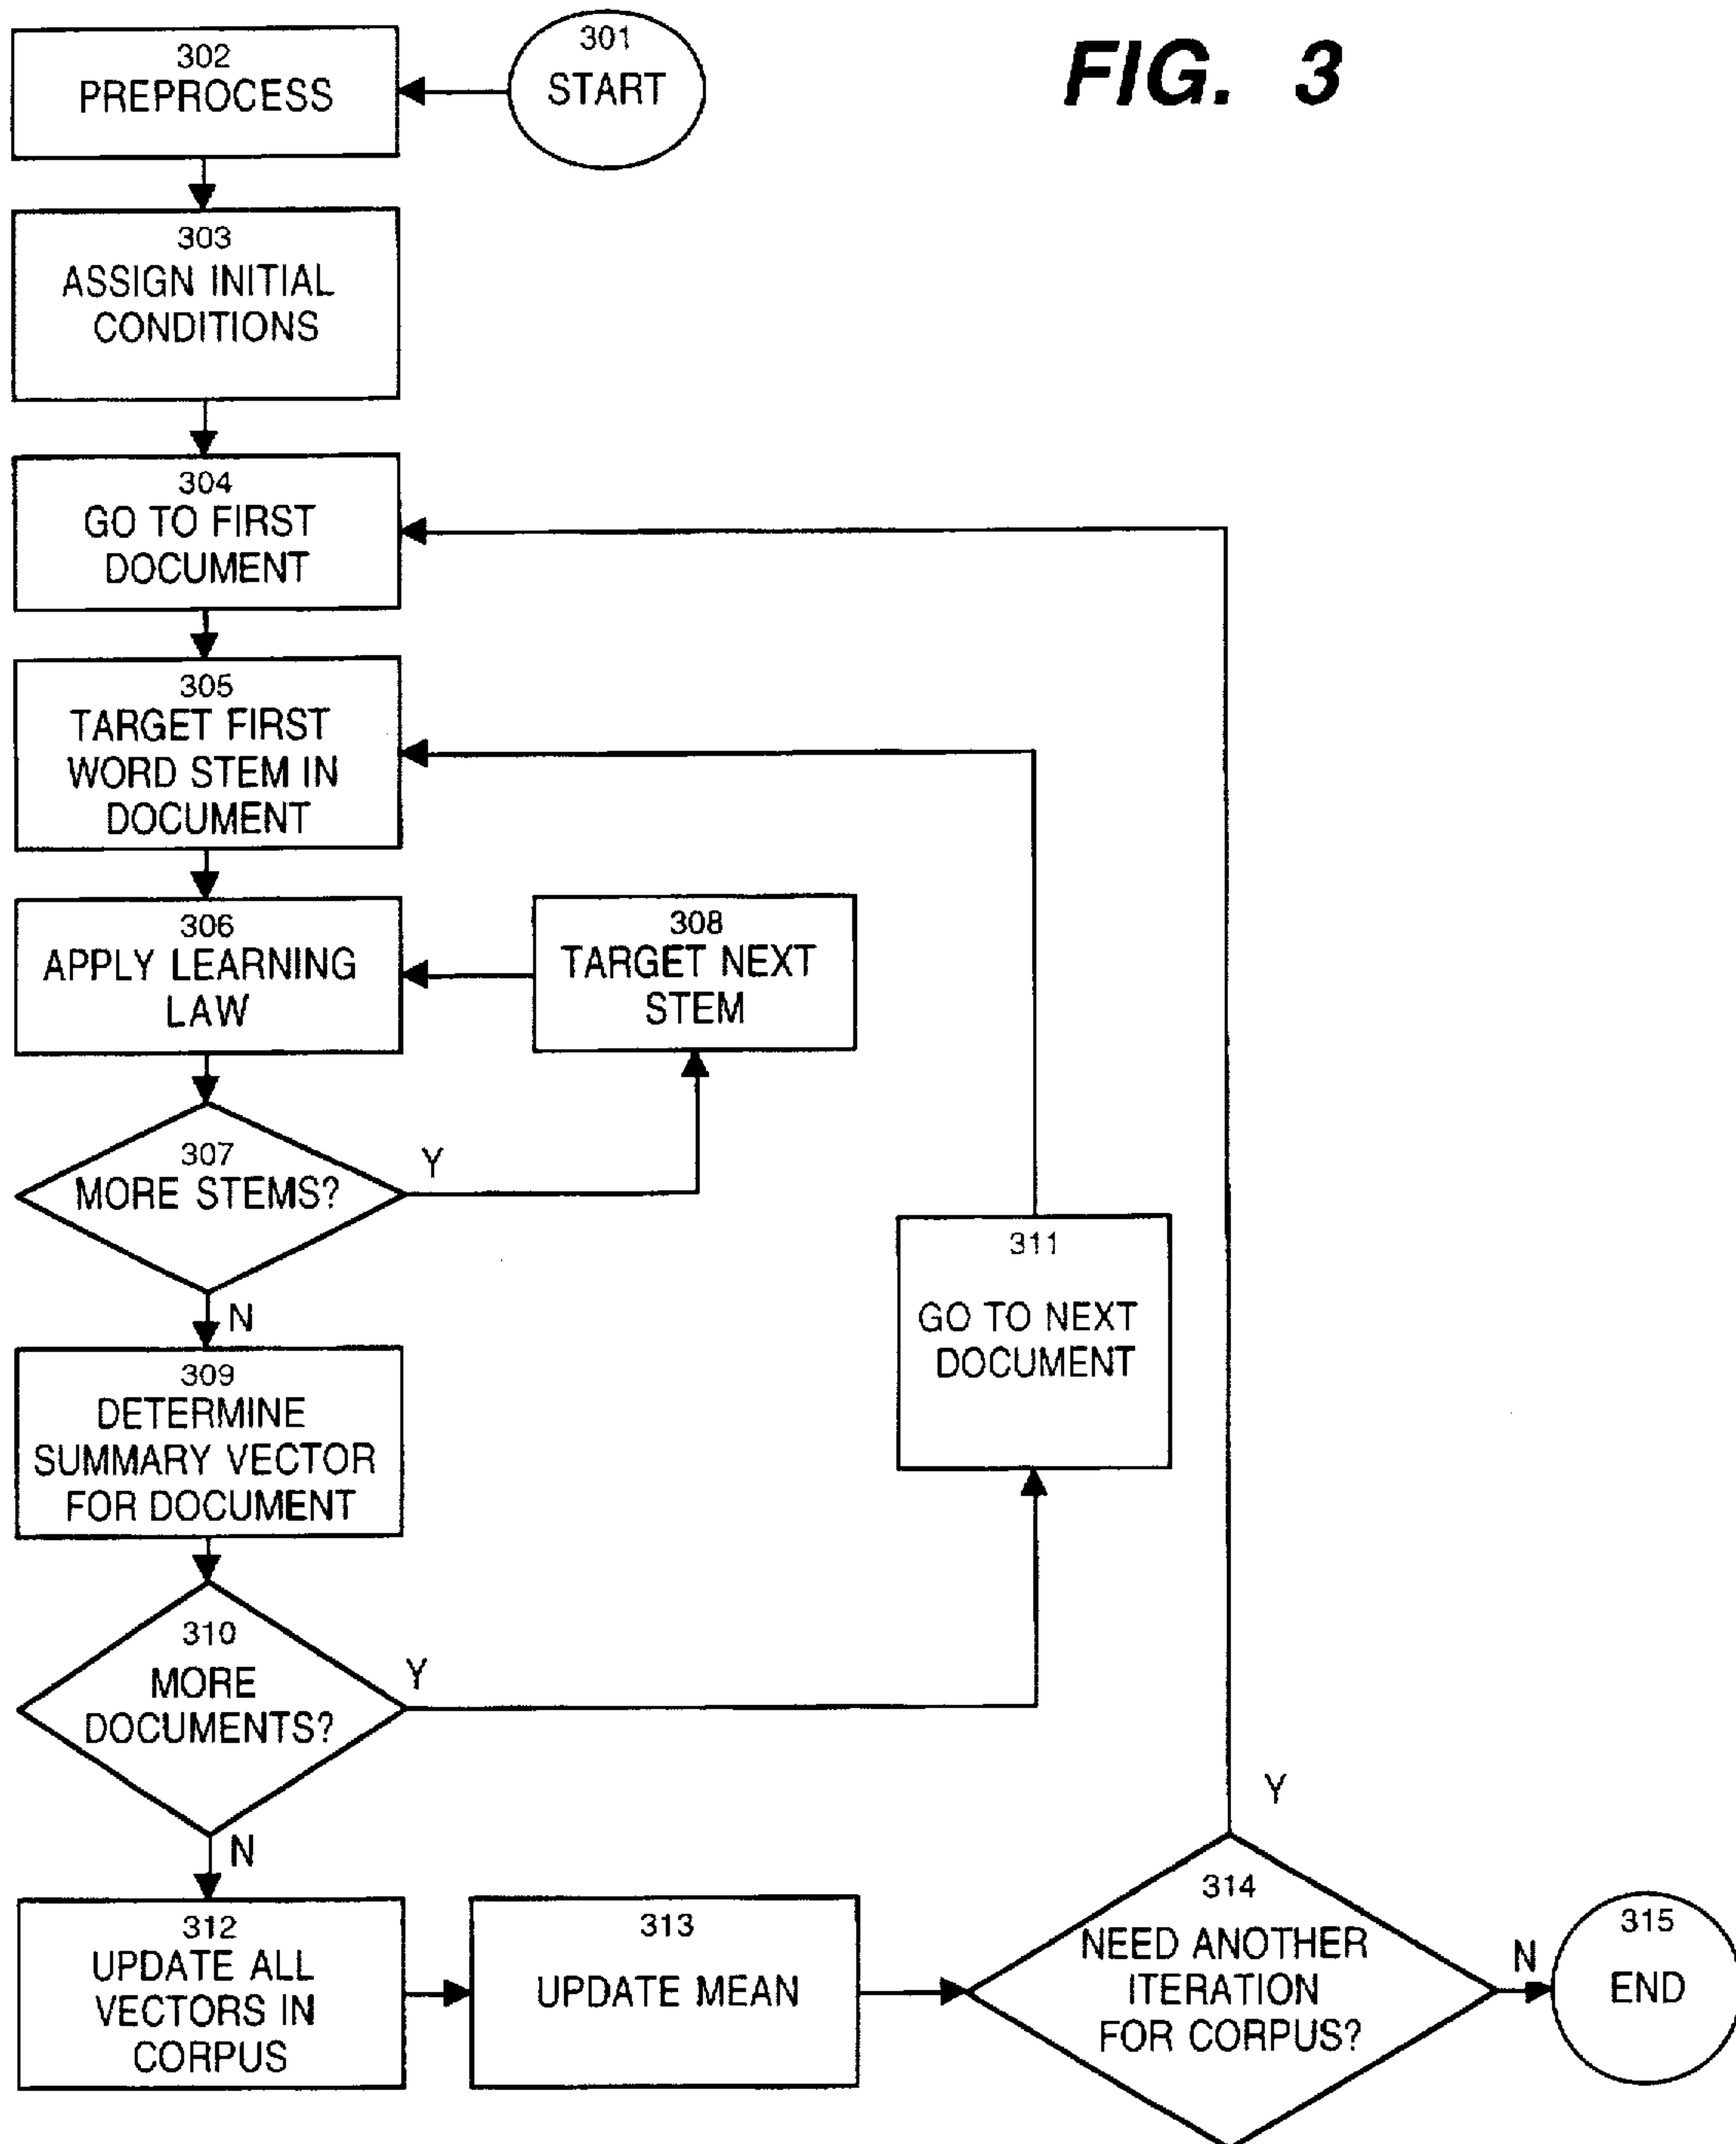 FIG. 3
301
START
302
PREPROCESS
303
ASSIGN INITIAL
CONDITIONS
304
GO TO FIRST
DOCUMENT
305
TARGET FIRST
WORD STEM IN
DOCUMENT
306
APPLY LEARNING
LAW
308
TARGET NEXT
STEM
307
MORE STEMS?
Y
N
309
DETERMINE
SUMMARY VECTOR
FOR DOCUMENT
311
GO TO NEXT
DOCUMENT
310
MORE
DOCUMENTS?
Y
N
312
UPDATE ALL
VECTORS IN
CORPUS
313
UPDATE MEAN
314
NEED ANOTHER
ITERATION
FOR CORPUS?
Y
N
315
END